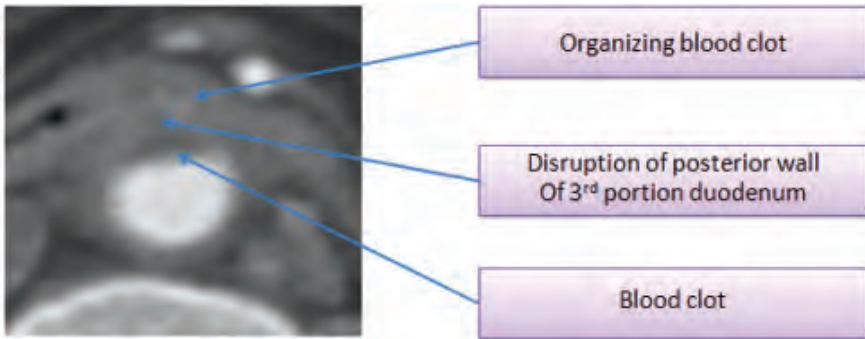 Organizing blood clot
Disruption of posterior wall
Of 3rd portion duodenum
Blood clot